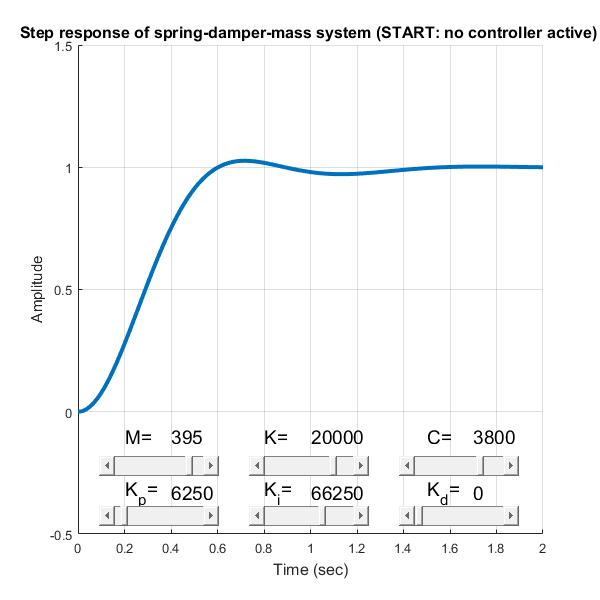 Step response of spring-damper-mass system (START: no controller active)
1.5
1
0.5
0
-0.5
Amplitude
M= 395 K= 20000 C= 3800
Kp= 6250 Ki= 66250 Kd= 0
0 0.2 0.4 0.6 0.8 1 1.2 1.4 1.6 1.8 2
Time (sec)